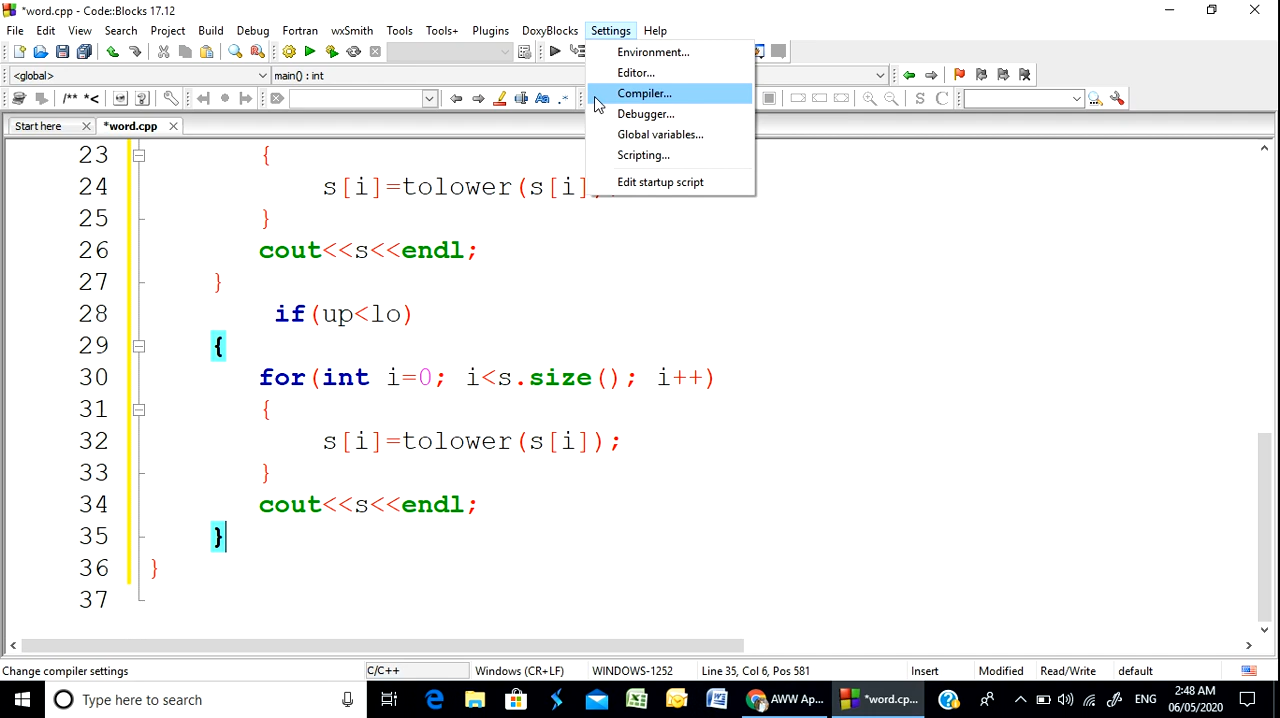 *word.cpp - Code::Blocks 17.12
File Edit View Search Project Build Debug Fortran wxSmith Tools Tools+ Plugins DoxyBlocks Settings Help
Environment...
Editor...
Compiler...
Debugger...
Global variables...
Scripting...
Edit startup script
<global> main() : int
/** *< Aa .* S C
Start here *word.cpp
23 {
24 s[i]=tolower(s[i]
25 }
26 cout<<s<<endl;
27 }
28 if(up<lo)
29 {
30 for(int i=0; i<s.size(); i++)
31 {
32 s[i]=tolower(s[i]);
33 }
34 cout<<s<<endl;
35 }
36 }
37
Change compiler settings C/C++ Windows (CR+LF) WINDOWS-1252 Line 35, Col 6, Pos 581 Insert Modified Read/Write default
Type here to search AWW Ap... *word.cp... ENG 2:48 AM
06/05/2020